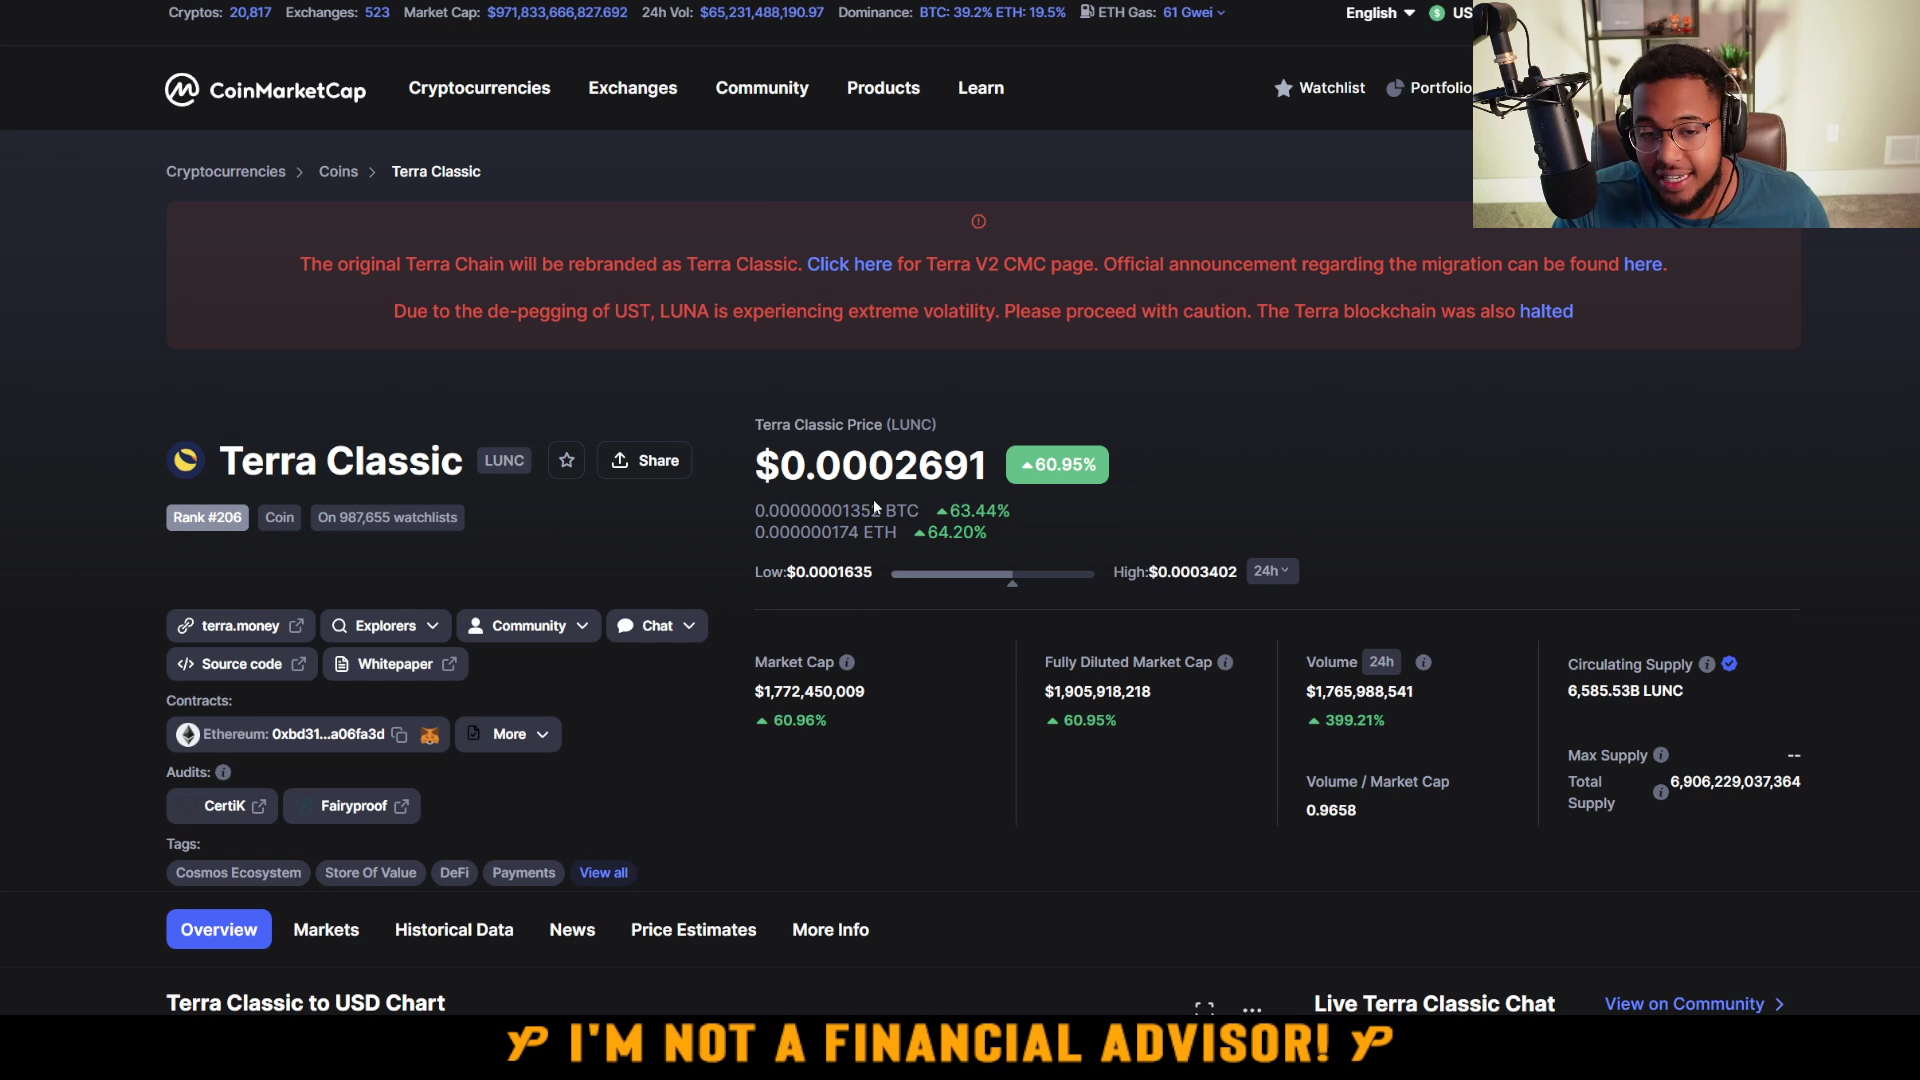 Cryptos: 20,817 Exchanges: 523 Market Cap: $971,833,666,827.692 24h Vol: $65,231,488,190.97 Dominance: BTC: 39.2% ETH: 19.5% ETH Gas: 61 Gwei English US
CoinMarketCap Cryptocurrencies Exchanges Community Products Learn Watchlist Portfolio
Cryptocurrencies > Coins > Terra Classic
The original Terra Chain will be rebranded as Terra Classic. Click here for Terra V2 CMC page. Official announcement regarding the migration can be found here.
Due to the de-pegging of UST, LUNA is experiencing extreme volatility. Please proceed with caution. The Terra blockchain was also halted
Terra Classic LUNC Share
Rank #206 Coin On 987,655 watchlists
Terra Classic Price (LUNC)
$0.0002691 60.95%
0.00000001352 BTC 63.44%
0.000000174 ETH 64.20%
Low:$0.0001635 High:$0.0003402 24h
terra.money Explorers Community Chat
Source code Whitepaper
Contracts:
Ethereum: 0xbd31...a06fa3d More
Audits:
CertiK Fairyproof
Tags:
Cosmos Ecosystem Store Of Value DeFi Payments View all
Market Cap
$1,772,450,009
60.96%
Fully Diluted Market Cap
$1,905,918,218
60.95%
Volume 24h
$1,765,988,541
399.21%
Volume / Market Cap
0.9658
Circulating Supply
6,585.53B LUNC
Max Supply --
Total Supply 6,906,229,037,364
Overview Markets Historical Data News Price Estimates More Info
Terra Classic to USD Chart
Live Terra Classic Chat View on Community >
YP I'M NOT A FINANCIAL ADVISOR! YP